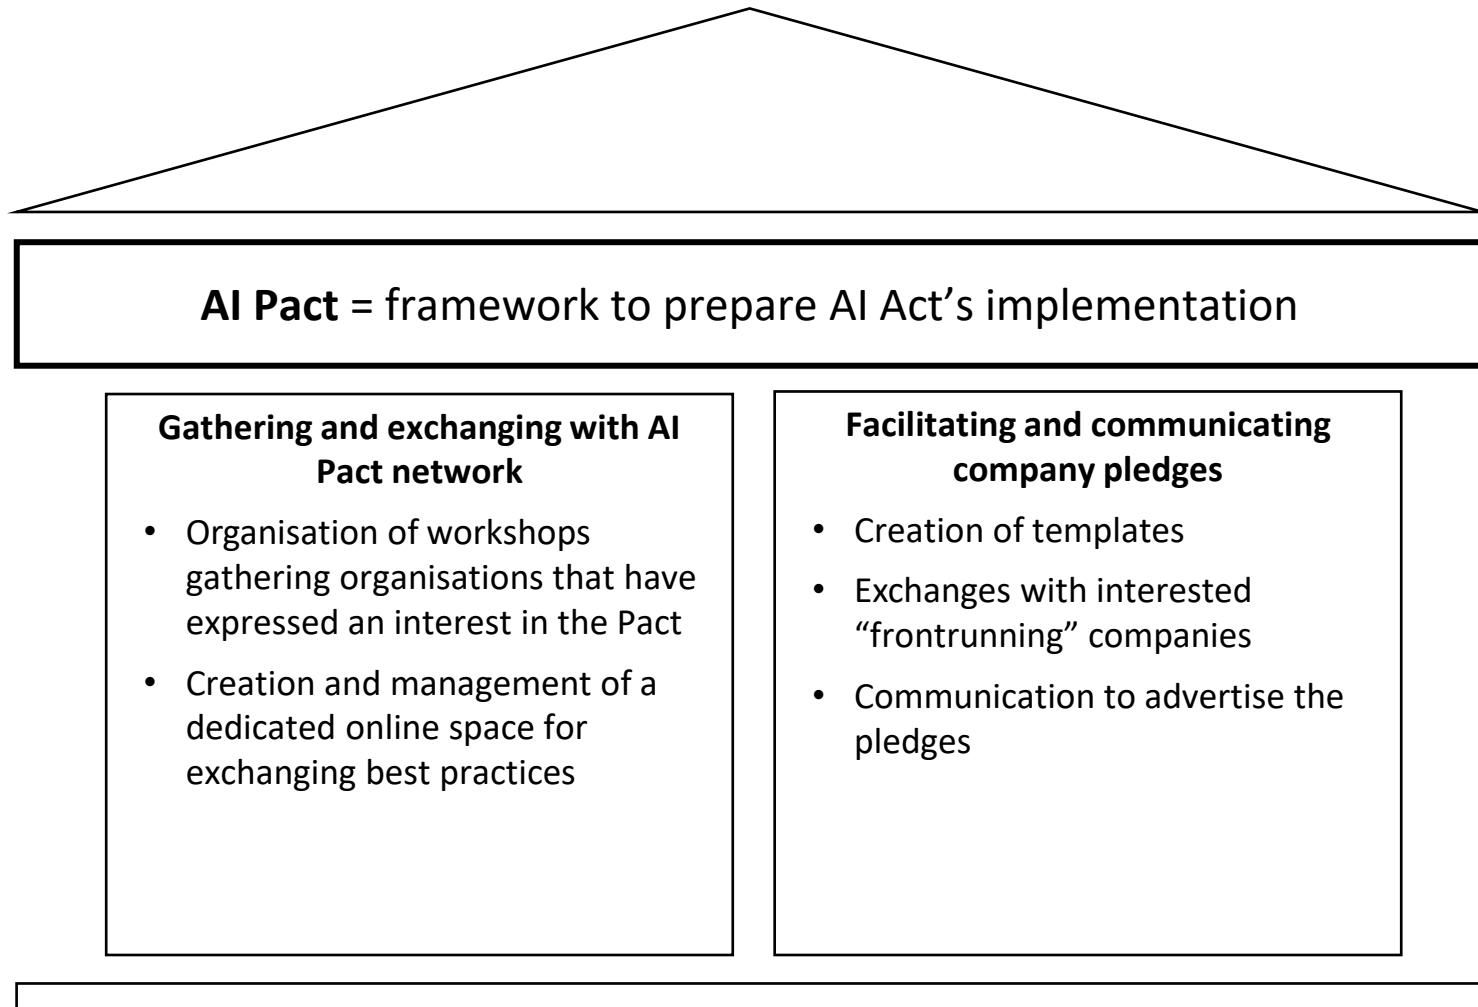 AI Pact = framework to prepare AI Act’s implementation
Gathering and exchanging with AI
Pact network
• Organisation of workshops
gathering organisations that have
expressed an interest in the Pact
• Creation and management of a
dedicated online space for
exchanging best practices
Facilitating and communicating
company pledges
• Creation of templates
• Exchanges with interested
“frontrunning” companies
• Communication to advertise the
pledges